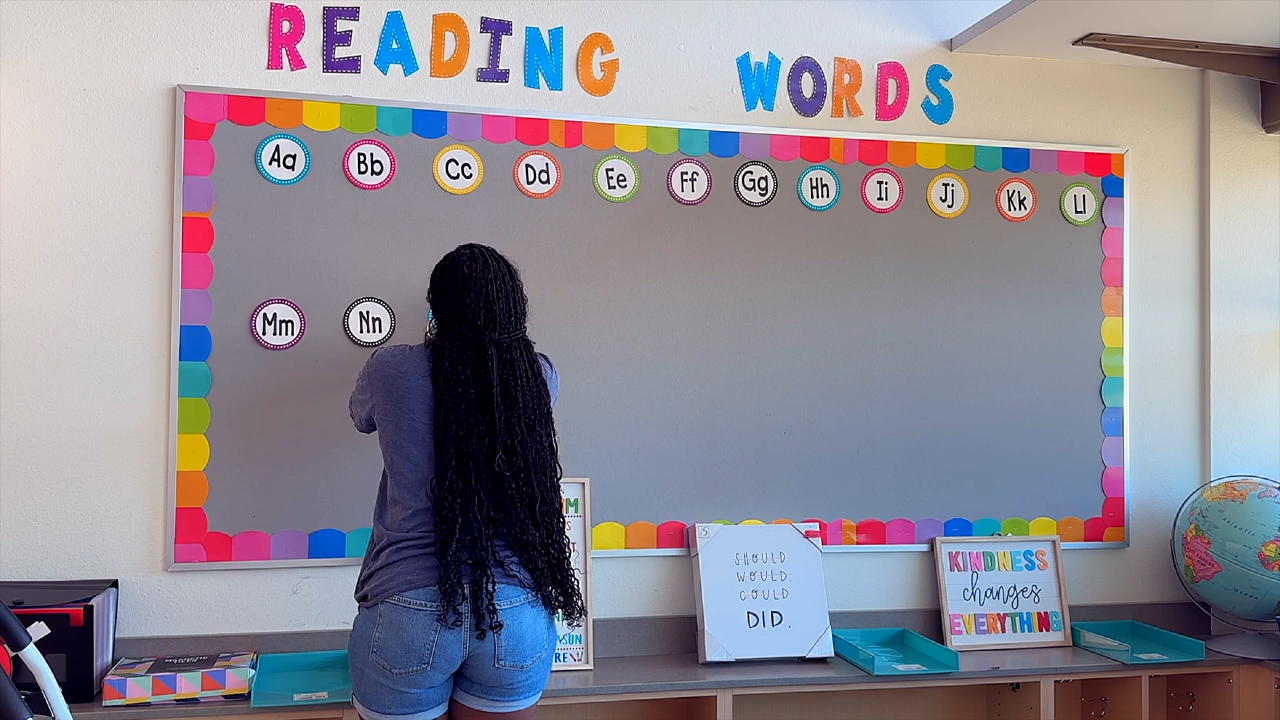 READING WORDS
Aa Bb Cc Dd Ee Ff Gg Hh Ii Jj Kk Ll
Mm Nn
SHOULD
WOULD.
COULD
DID.
KINDNESS
changes
EVERYTHING
Atlantic